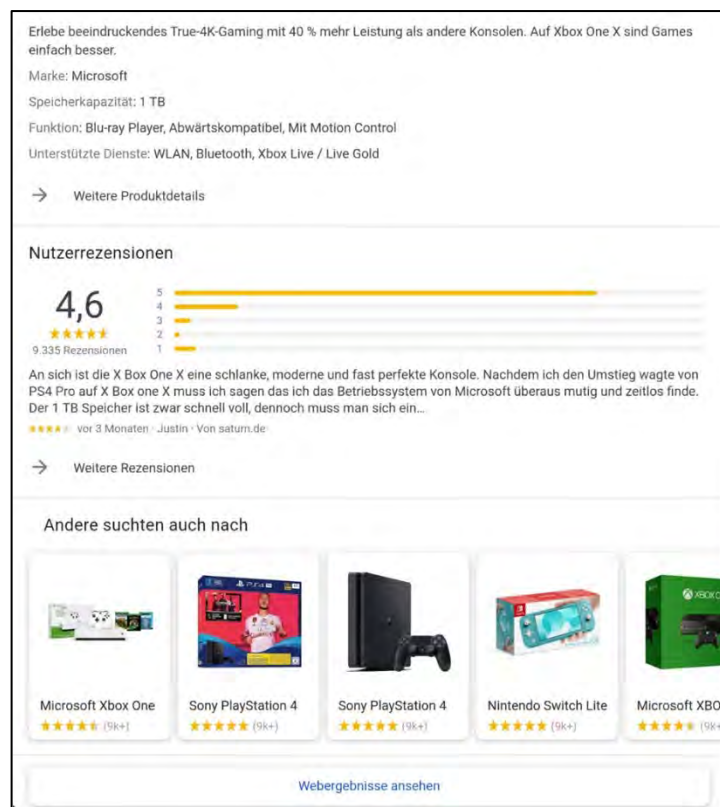 Erlebe beeindruckendes True-4K-Gaming mit 40 % mehr Leistung als andere Konsolen. Auf Xbox One X sind Games
einfach besser.
Marke: Microsoft
Speicherkapazität: 1 TB
Funktion: Blu-ray Player, Abwärtskompatibel, Mit Motion Control
Unterstützte Dienste: WLAN, Bluetooth, Xbox Live / Live Gold
Weitere Produktdetails
Nutzerrezensionen
4,6
9.335 Rezensionen
5
4
3
2
1
An sich ist die X Box One X eine schlanke, moderne und fast perfekte Konsole. Nachdem ich den Umstieg wagte von
PS4 Pro auf X Box one X muss ich sagen das ich das Betriebssystem von Microsoft überaus mutig und zeitlos finde.
Der 1 TB Speicher ist zwar schnell voll, dennoch muss man sich ein...
vor 3 Monaten · Justin · Von saturn.de
Weitere Rezensionen
Andere suchten auch nach
PS4
XBOX O
Microsoft Xbox One
Sony PlayStation 4
Sony PlayStation 4
Nintendo Switch Lite
Microsoft XBO
(9k+)
(9k+)
(9k+)
(9k+)
(9k+
Webergebnisse ansehen